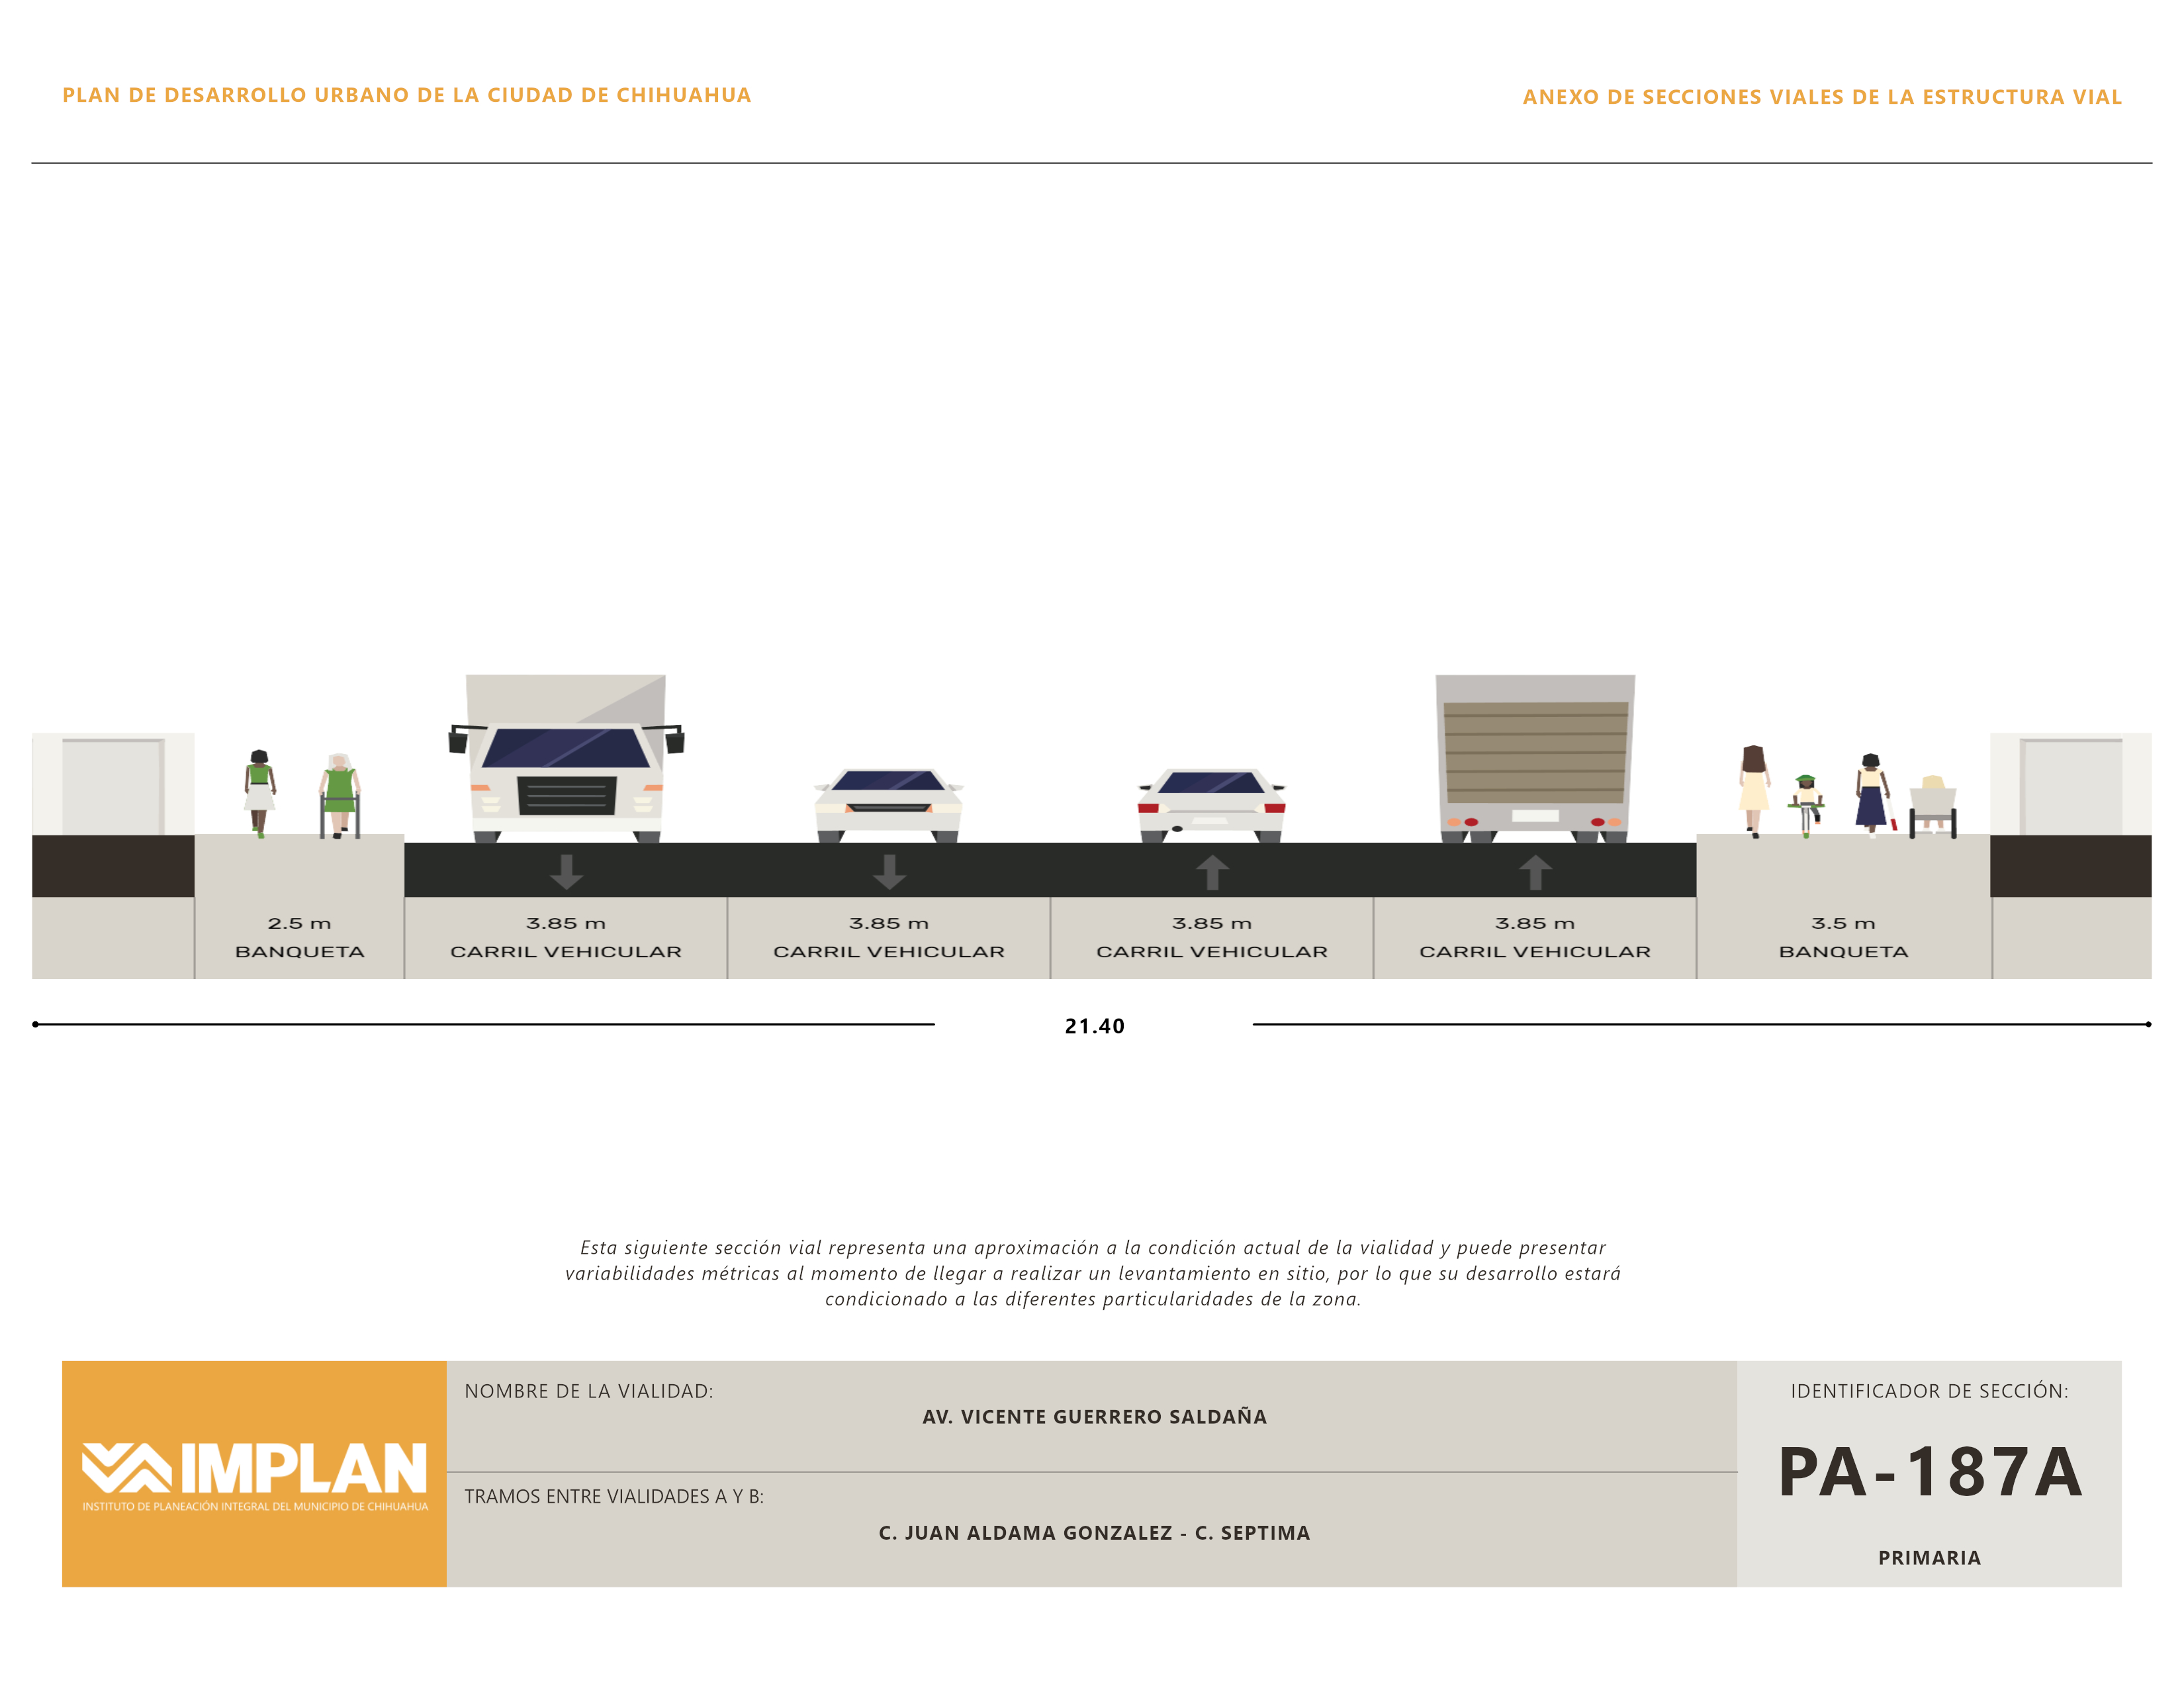 PLAN DE DESARROLLO URBANO DE LA CIUDAD DE CHIHUAHUA
ANEXO DE SECCIONES VIALES DE LA ESTRUCTURA VIAL
2.5 m
BANQUETA
3.85 m
CARRIL VEHICULAR
3.85 m
CARRIL VEHICULAR
3.85 m
CARRIL VEHICULAR
3.85 m
CARRIL VEHICULAR
3.5 m
BANQUETA
21.40
Esta siguiente sección vial representa una aproximación a la condición actual de la vialidad y puede presentar
variabilidades métricas al momento de llegar a realizar un levantamiento en sitio, por lo que su desarrollo estará
condicionado a las diferentes particularidades de la zona.
IMPLAN
INSTITUTO DE PLANEACIÓN INTEGRAL DEL MUNICIPIO DE CHIHUAHUA
NOMBRE DE LA VIALIDAD:
AV. VICENTE GUERRERO SALDAÑA
TRAMOS ENTRE VIALIDADES A Y B:
C. JUAN ALDAMA GONZALEZ - C. SEPTIMA
IDENTIFICADOR DE SECCIÓN:
PA-187A
PRIMARIA